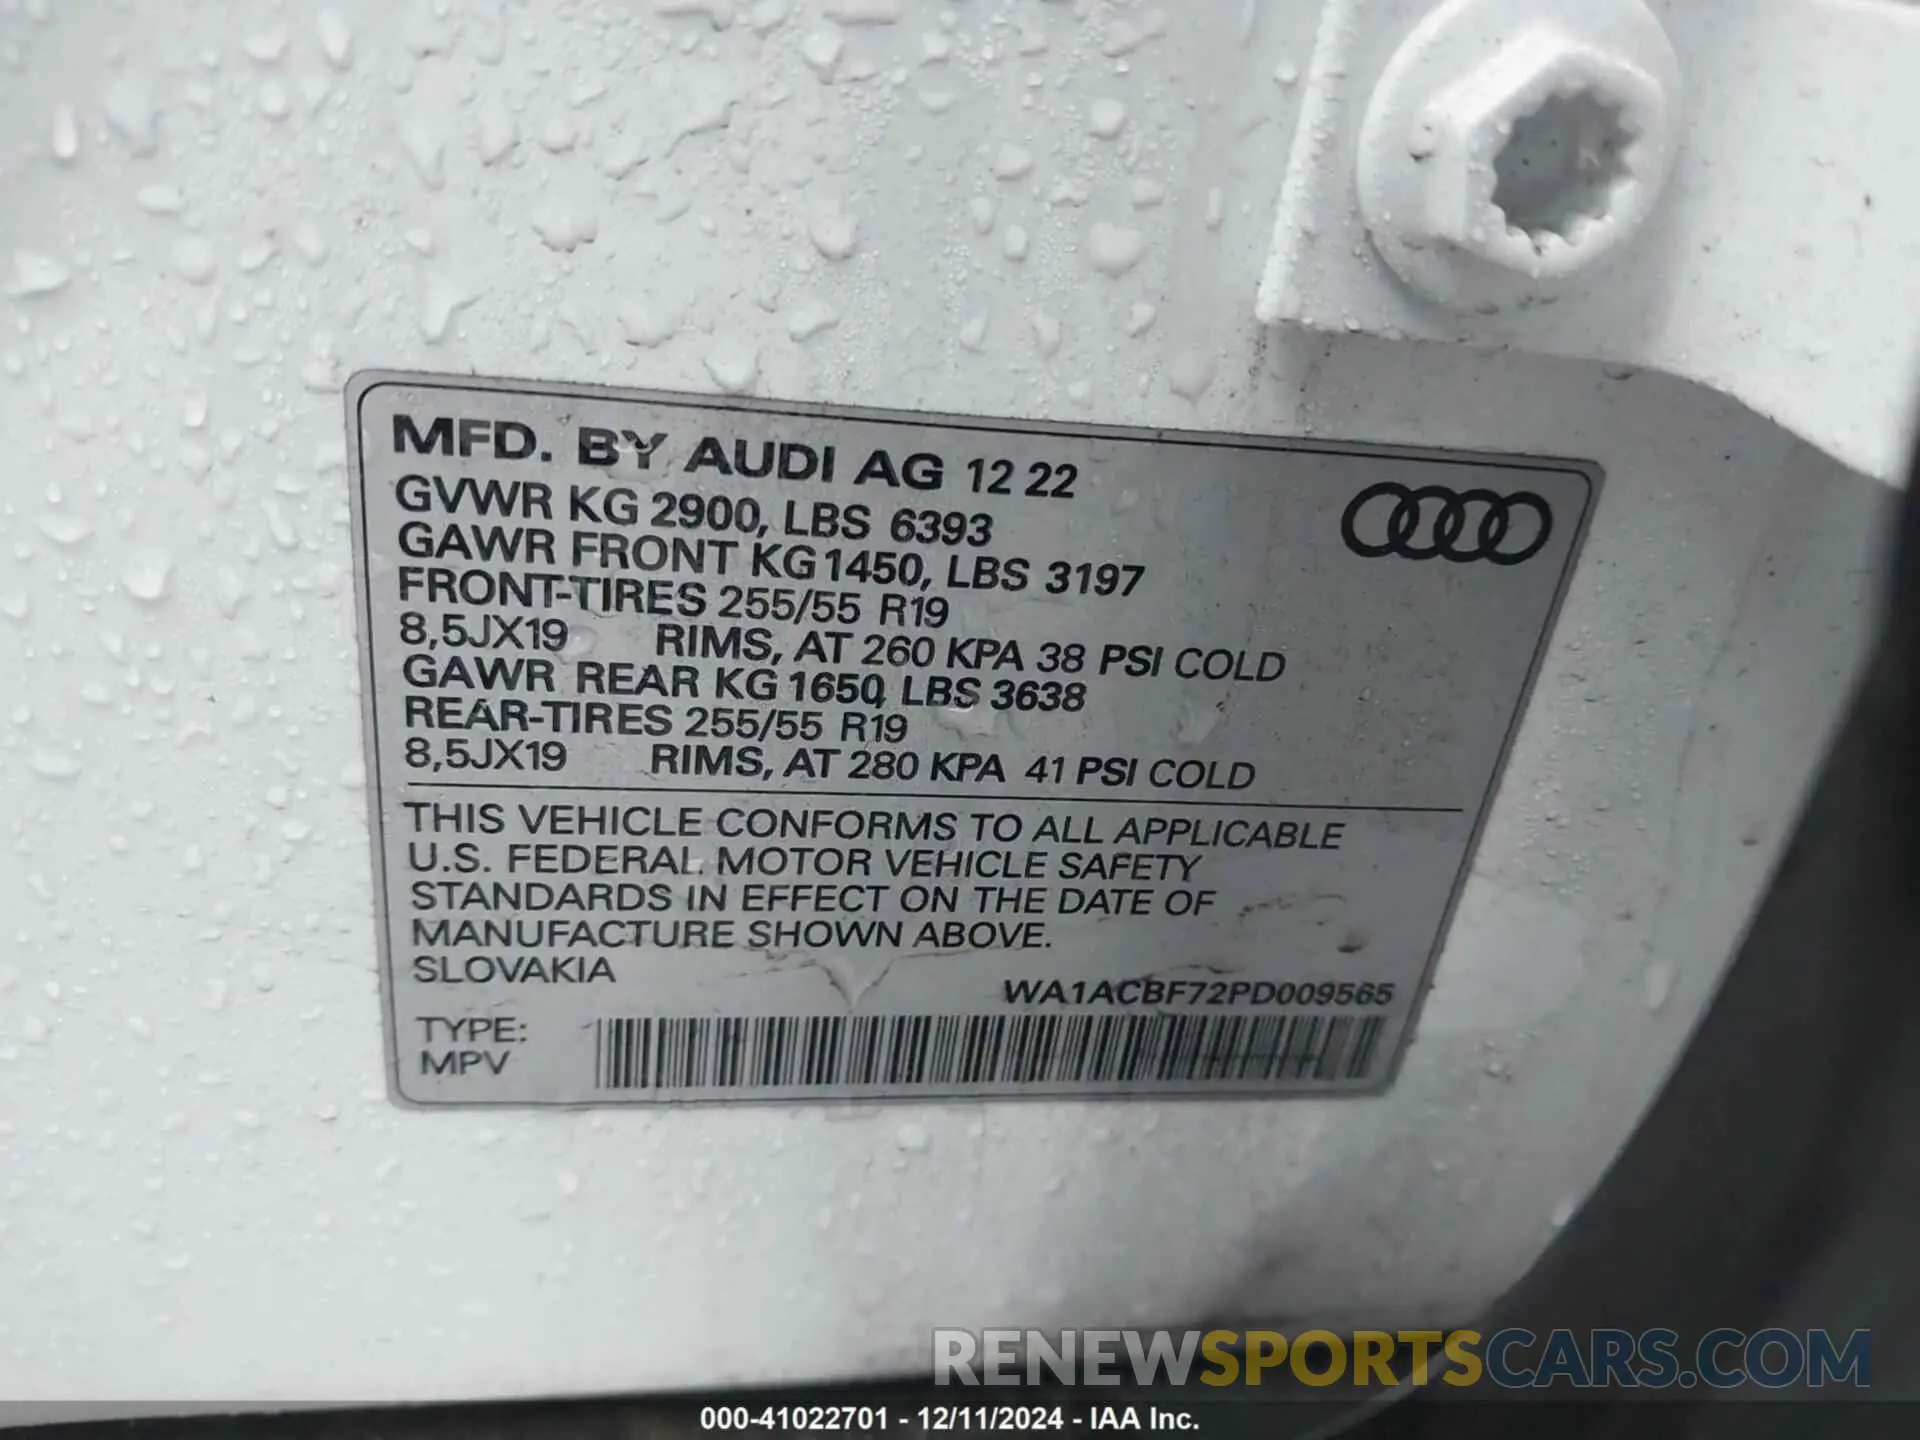 MFD. BY AUDI AG 12 22
GVWR KG 2900, LBS 6393
GAWR FRONT KG 1450, LBS 3197
FRONT-TIRES 255/55 R19
8,5JX19 RIMS, AT 260 KPA 38 PSI COLD
GAWR REAR KG 1650, LBS 3638
REAR-TIRES 255/55 R19
8,5JX19 RIMS, AT 280 KPA 41 PSI COLD
THIS VEHICLE CONFORMS TO ALL APPLICABLE
U.S. FEDERAL MOTOR VEHICLE SAFETY
STANDARDS IN EFFECT ON THE DATE OF
MANUFACTURE SHOWN ABOVE.
SLOVAKIA
WA1ACBF72PD009565
TYPE:
MPV
RENEWSPORTSCARS.COM
000-41022701 - 12/11/2024 - IAA Inc.